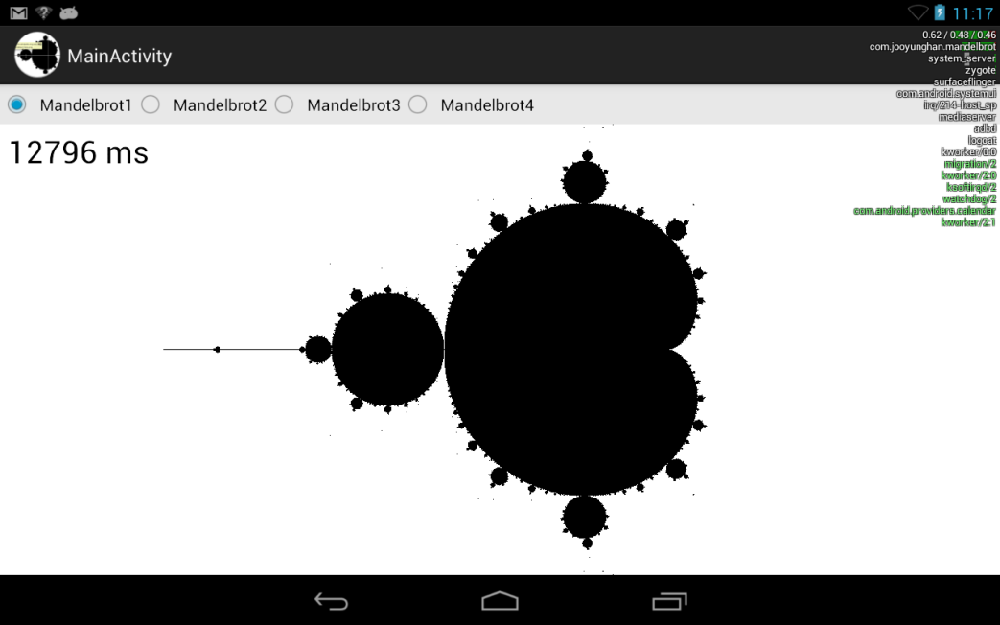 11:17
MainActivity
0.62 / 0.48 / 0.46
com.jooyunghan.mandelbrot
system_server
zygote
surfaceflinger
com.android.systemui
irq/214-host_sp
mediaserver
adbd
logcat
kworker/0:0
migration/2
kworker/2:0
ksoftirqd/2
watchdog/2
com.android.providers.calendar
kworker/2:1
Mandelbrot1 Mandelbrot2 Mandelbrot3 Mandelbrot4
12796 ms